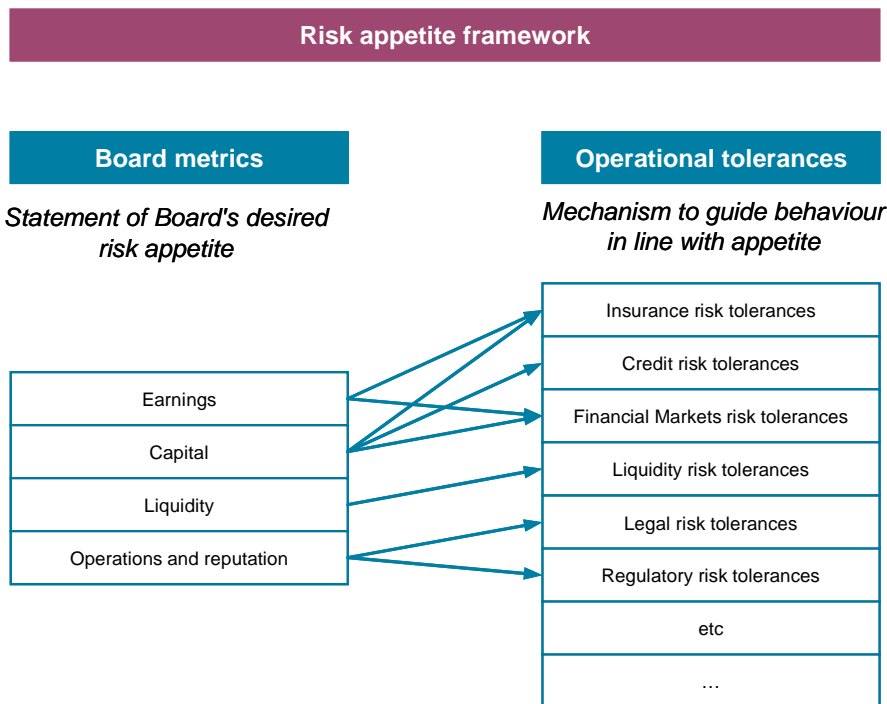 Risk appetite framework
Board metrics
Statement of Board's desired
risk appetite
Earnings
Capital
Liquidity
Operations and reputation
Operational tolerances
Mechanism to guide behaviour
in line with appetite
Insurance risk tolerances
Credit risk tolerances
Financial Markets risk tolerances
Liquidity risk tolerances
Legal risk tolerances
Regulatory risk tolerances
etc
...